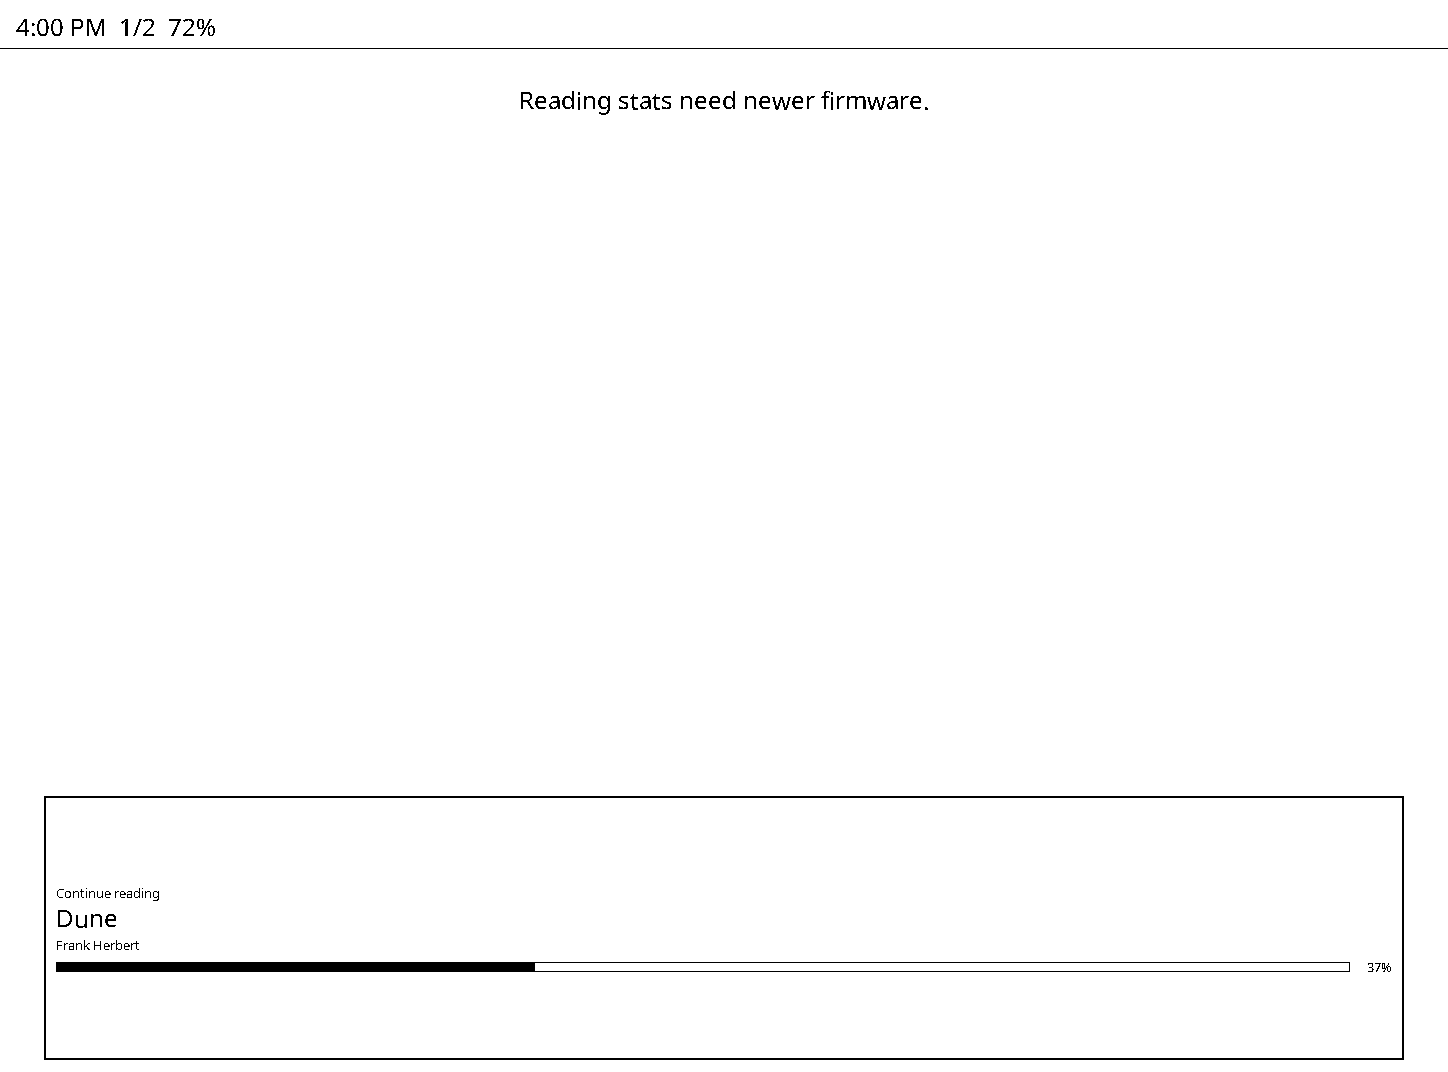 4:00 PM 1/2 72%
Reading stats need newer firmware.
Continue reading
Dune
Frank Herbert
37%